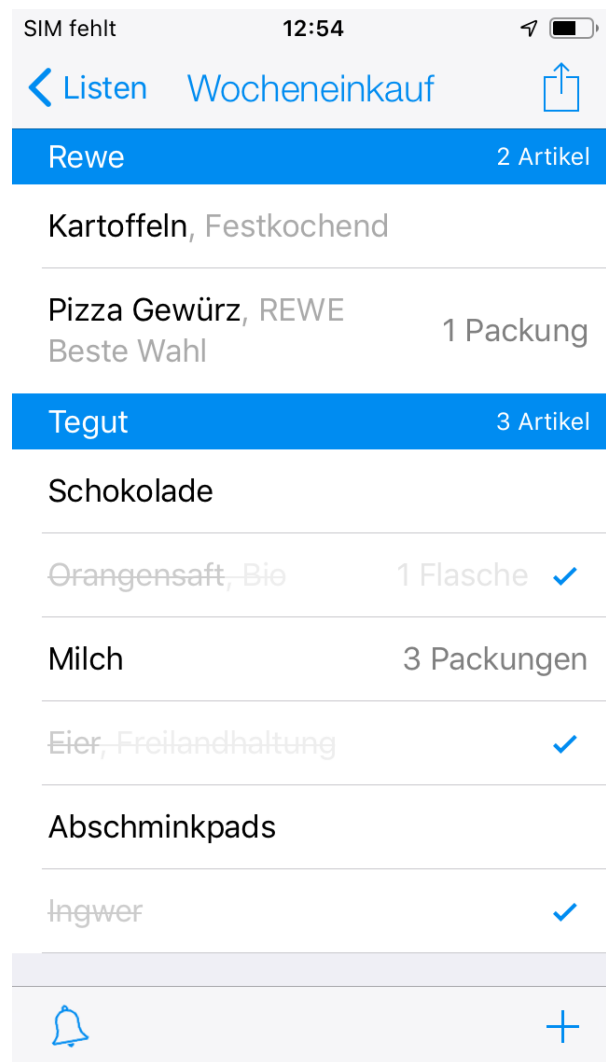 SIM fehlt 12:54
Listen Wocheneinkauf
Rewe 2 Artikel
Kartoffeln, Festkochend
Pizza Gewürz, REWE
Beste Wahl 1 Packung
Tegut 3 Artikel
Schokolade
Orangensaft, Bio 1 Flasche
Milch 3 Packungen
Eier, Freilandhaltung
Abschminkpads
Ingwer